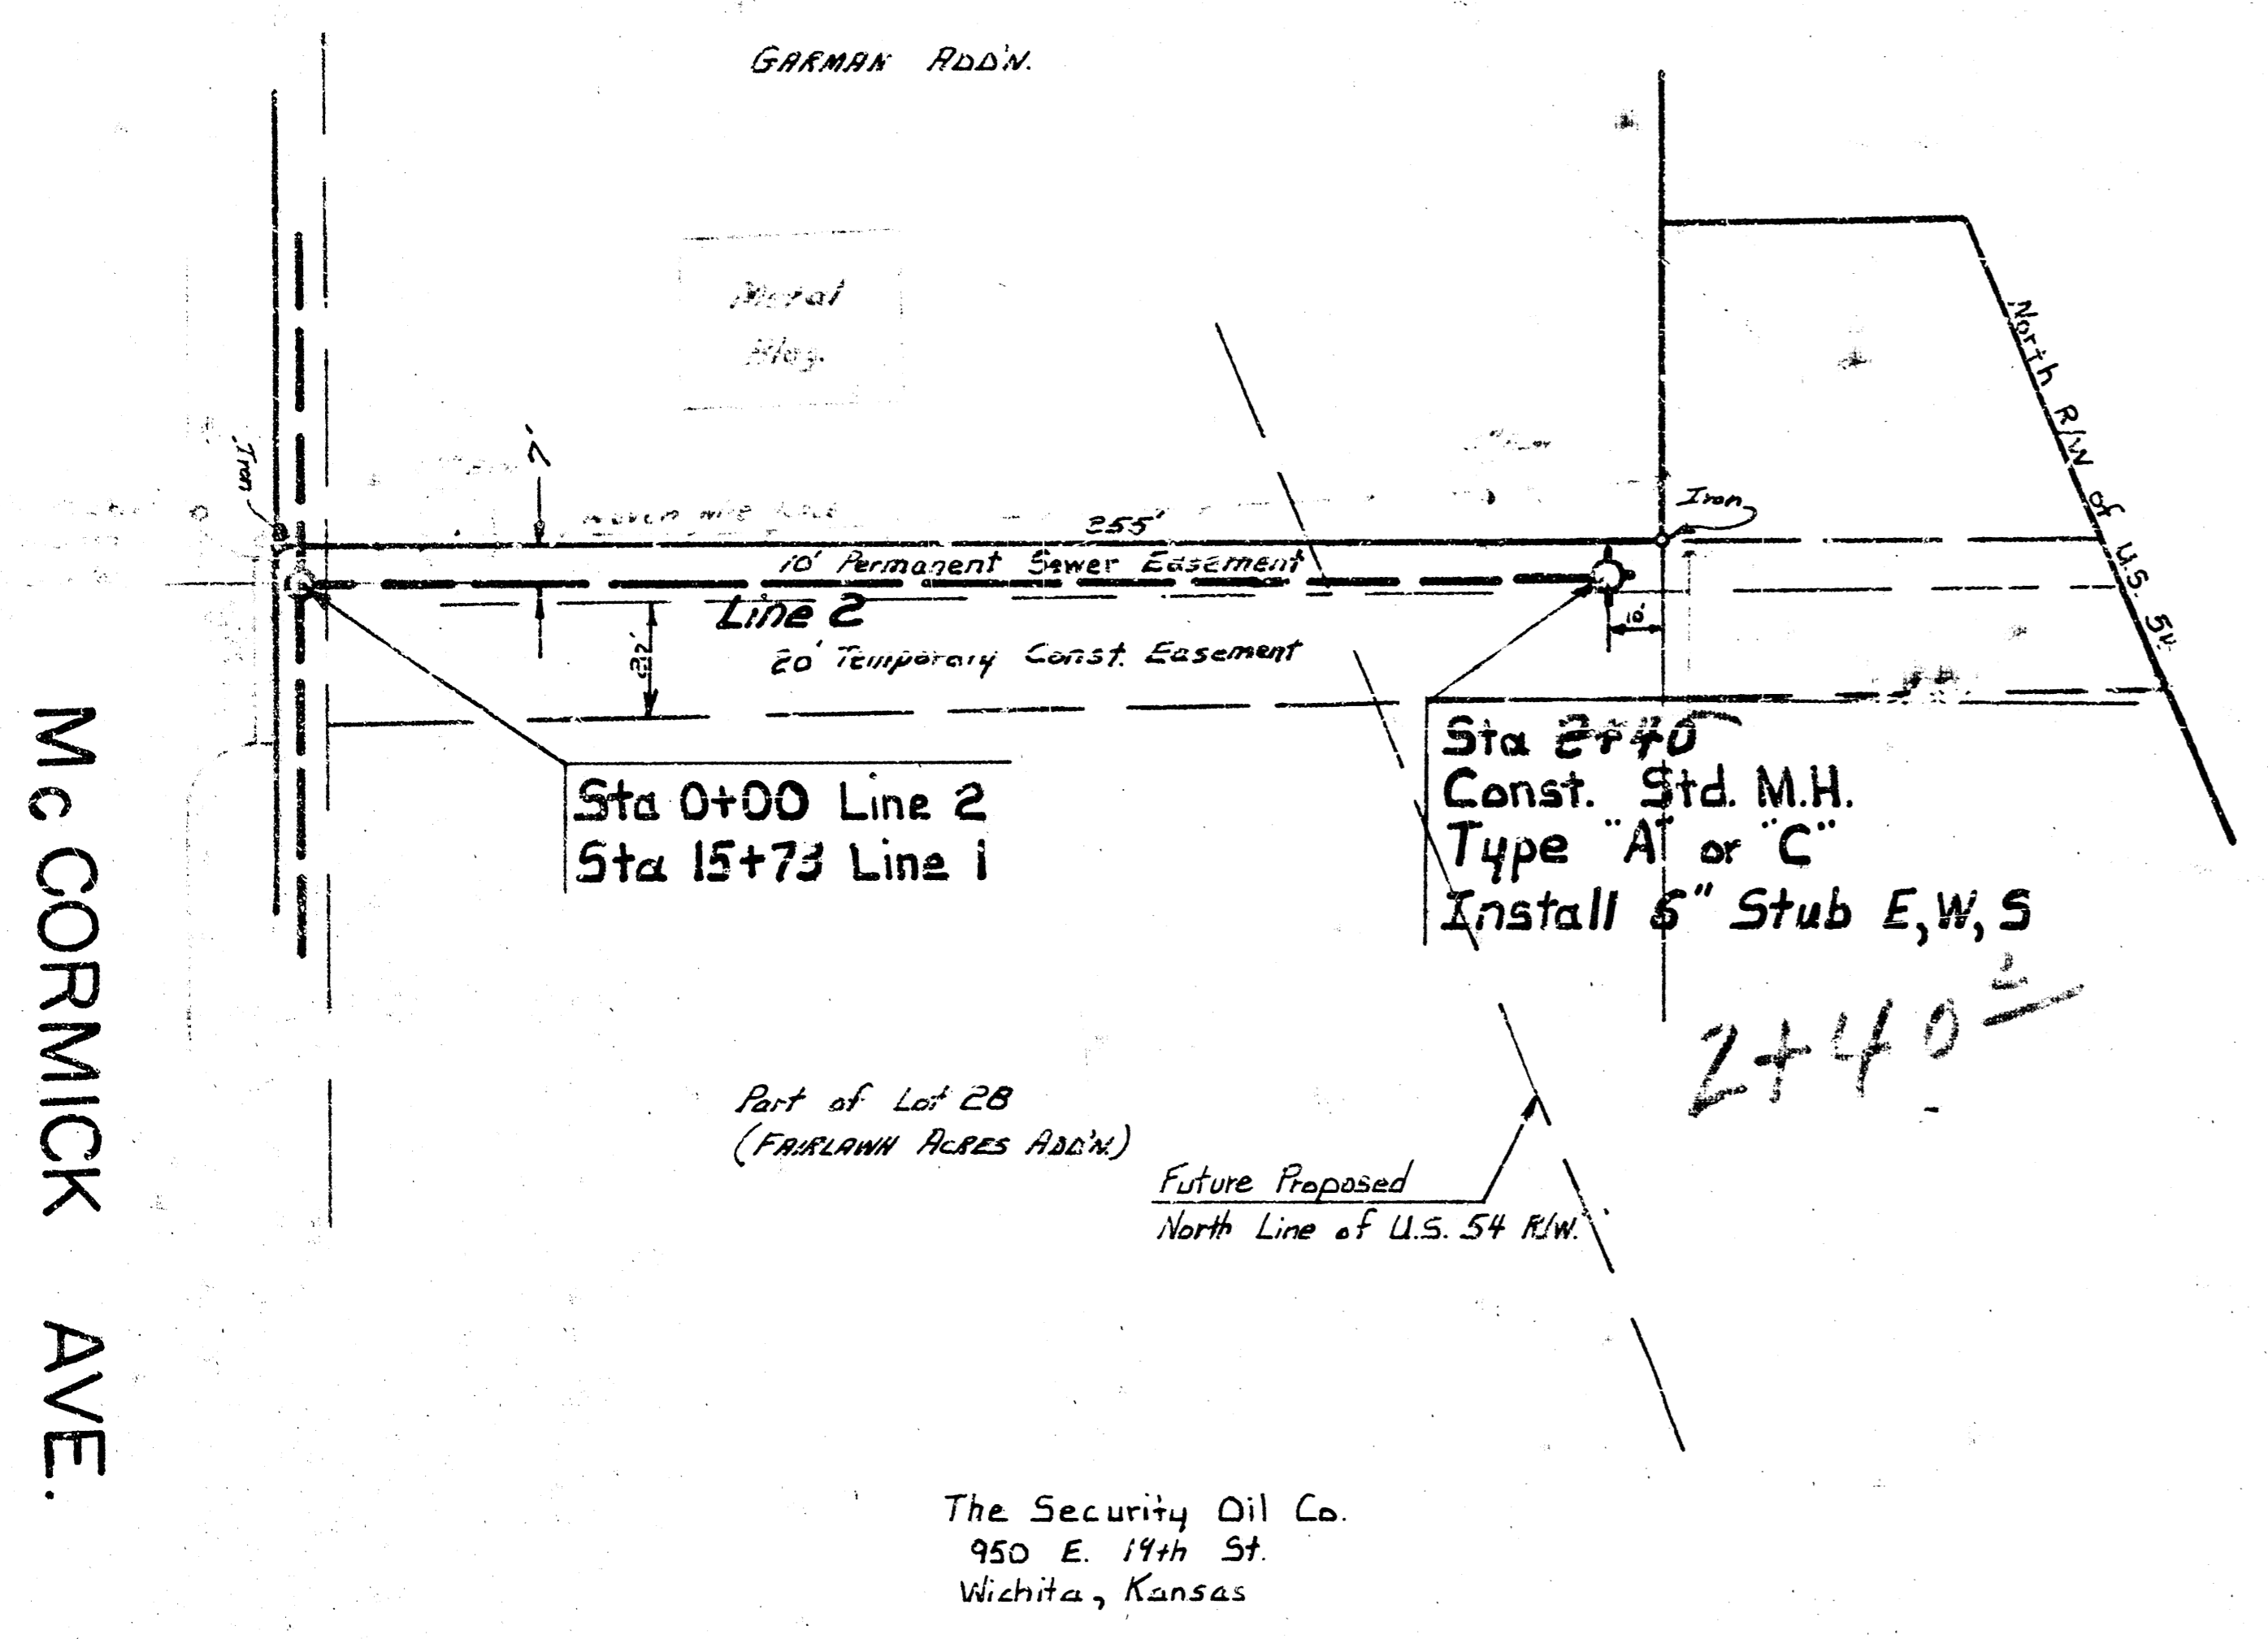 GARMAN ADD'N.
Metal
Bldg.
North R/W of U.S. 54
Iron
7'
255'
Iron
10' Permanent Sewer Easement
Line 2
10'
22'
20' Temporary Const. Easement
Sta 2+40
Const. Std. M.H.
Type "A" or "C"
Install 6" Stub E, W, S
Sta 0+00 Line 2
Sta 15+73 Line 1
Mc CORMICK AVE.
2+40
Part of Lot 28
(FAIRLAWN ACRES ADD'N.)
Future Proposed
North Line of U.S. 54 R/W.
The Security Oil Co.
950 E. 14th St.
Wichita, Kansas